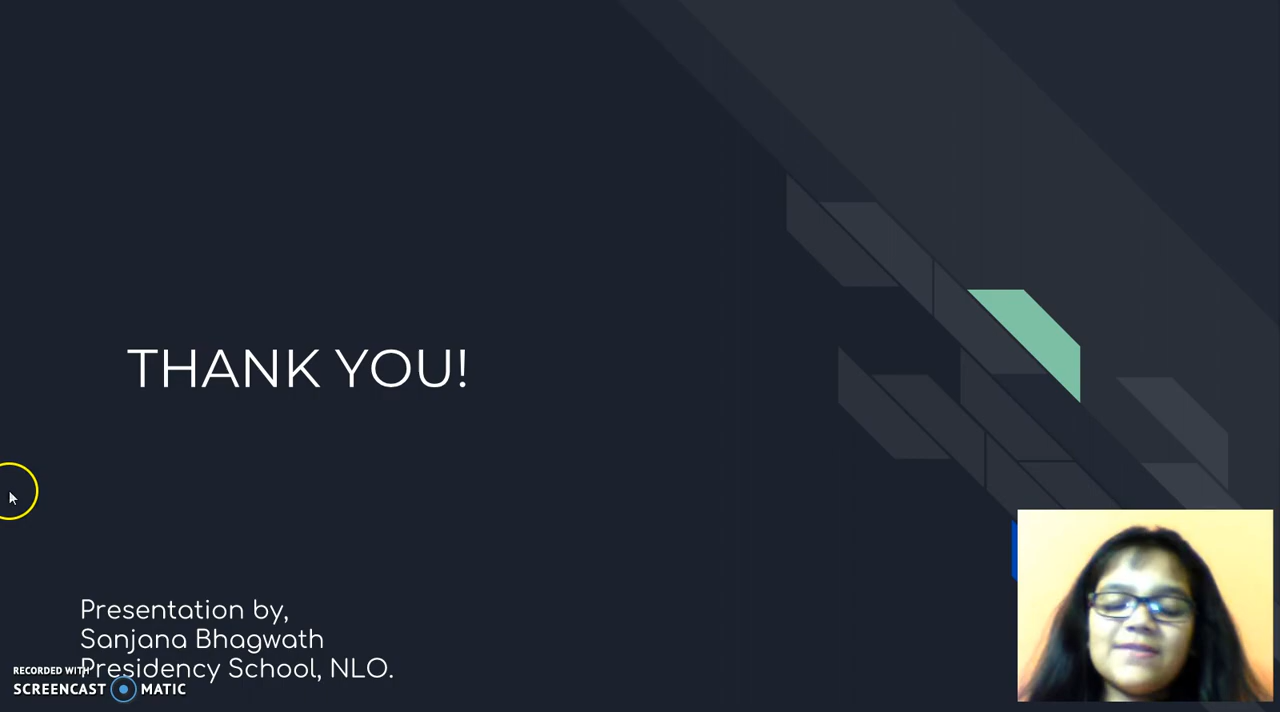 THANK YOU!
Presentation by,
Sanjana Bhagwath
Presidency School, NLO.
RECORDED WITH
SCREENCAST MATIC